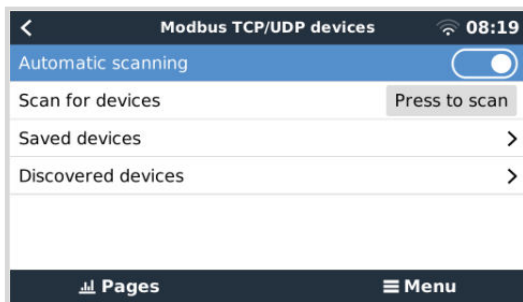 Modbus TCP/UDP devices 08:19
Automatic scanning
Scan for devices Press to scan
Saved devices
Discovered devices
Pages Menu